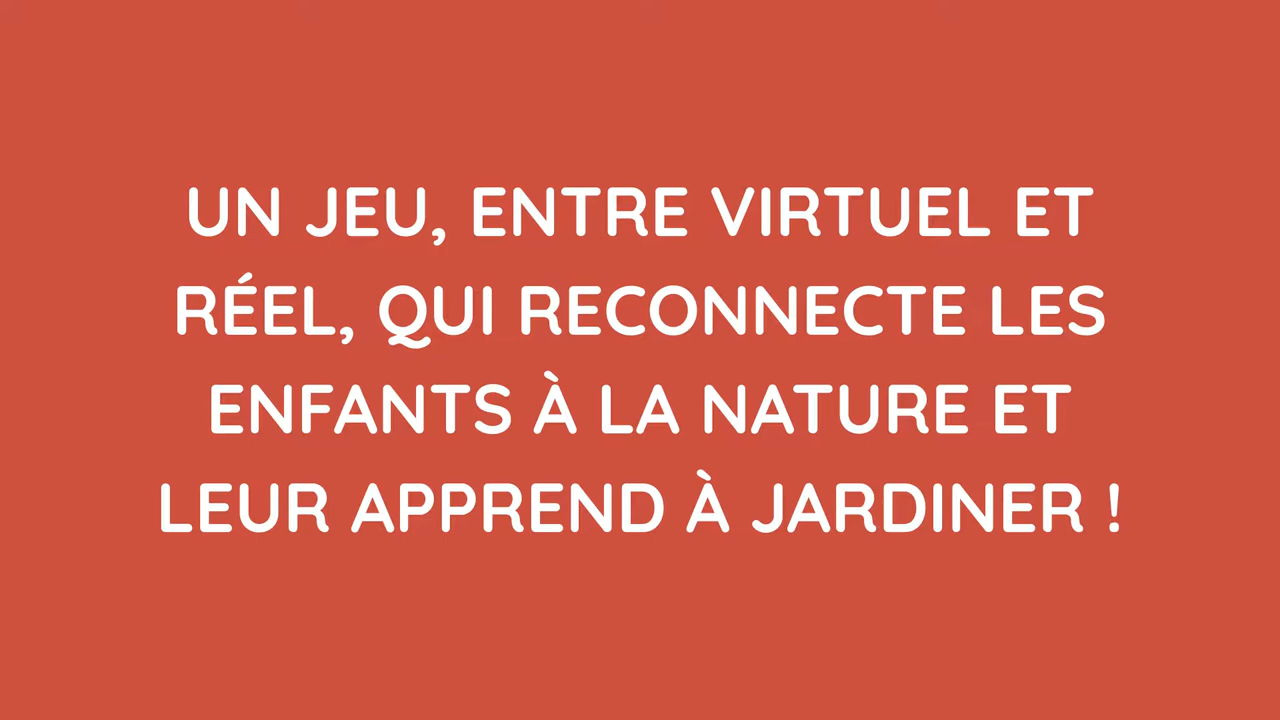 UN JEU, ENTRE VIRTUEL ET
RÉEL, QUI RECONNECTE LES
ENFANTS À LA NATURE ET
LEUR APPREND À JARDINER !